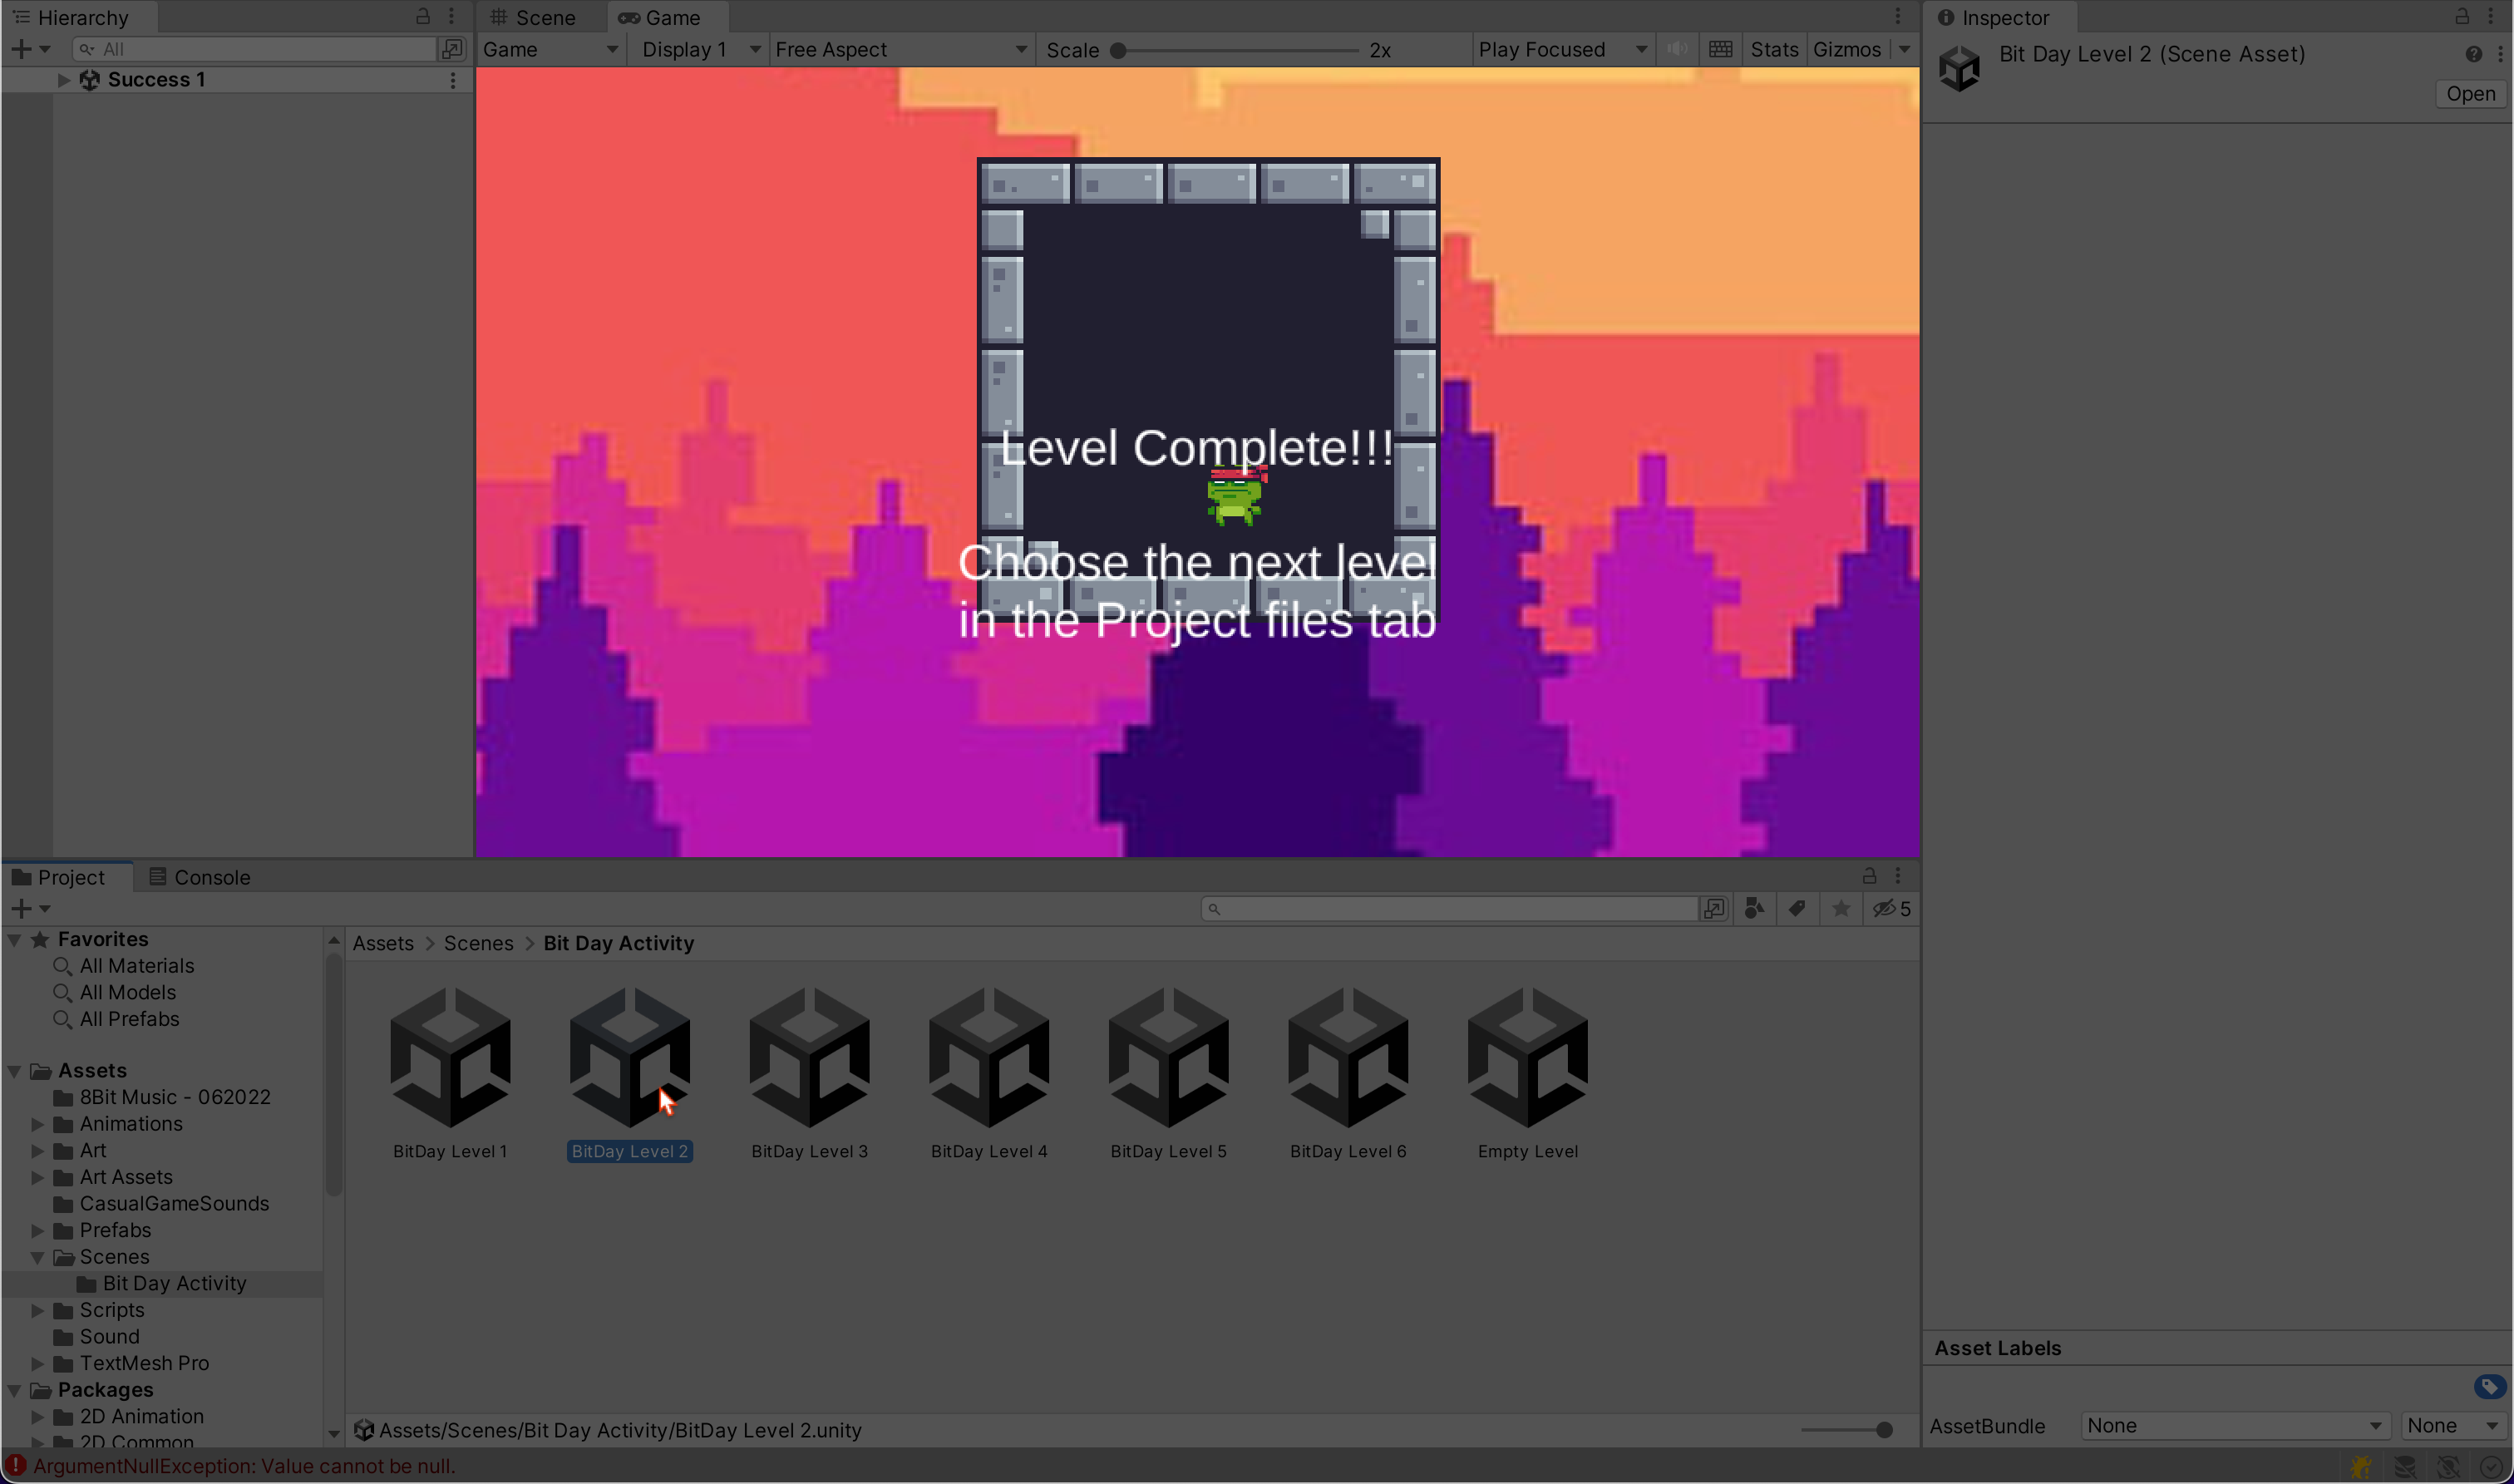 Hierarchy
All
Success 1
Scene
Game
Game
Display 1
Free Aspect
Scale
2x
Play Focused
Stats
Gizmos
Level Complete!!!
Choose the next level
in the Project files tab
Inspector
Bit Day Level 2 (Scene Asset)
Open
Project
Console
5
Favorites
All Materials
All Models
All Prefabs
Assets
8Bit Music - 062022
Animations
Art
Art Assets
CasualGameSounds
Prefabs
Scenes
Bit Day Activity
Scripts
Sound
TextMesh Pro
Packages
2D Animation
2D Common
Assets > Scenes > Bit Day Activity
BitDay Level 1
BitDay Level 2
BitDay Level 3
BitDay Level 4
BitDay Level 5
BitDay Level 6
Empty Level
Assets/Scenes/Bit Day Activity/BitDay Level 2.unity
Asset Labels
AssetBundle
None
None
ArgumentNullException: Value cannot be null.